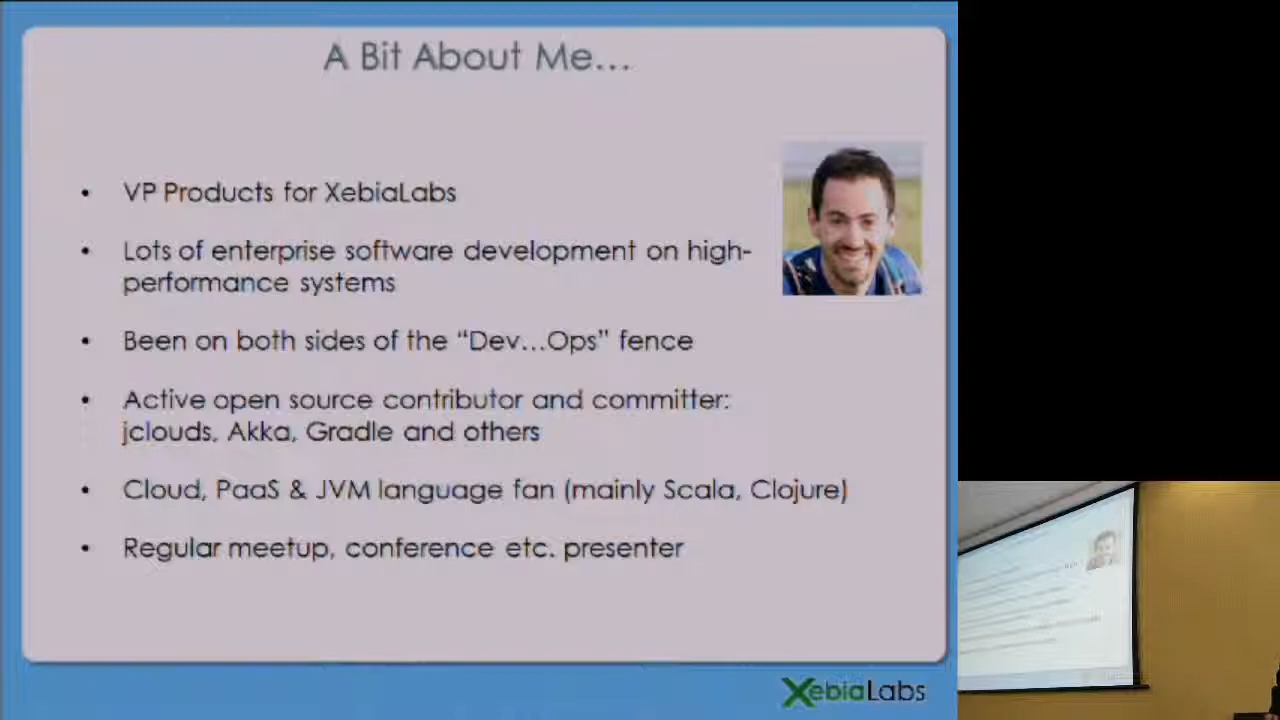 A Bit About Me...
• VP Products for XebiaLabs
• Lots of enterprise software development on high-
performance systems
• Been on both sides of the “Dev...Ops” fence
• Active open source contributor and committer:
jclouds, Akka, Gradle and others
• Cloud, PaaS & JVM language fan (mainly Scala, Clojure)
• Regular meetup, conference etc. presenter
XebiaLabs